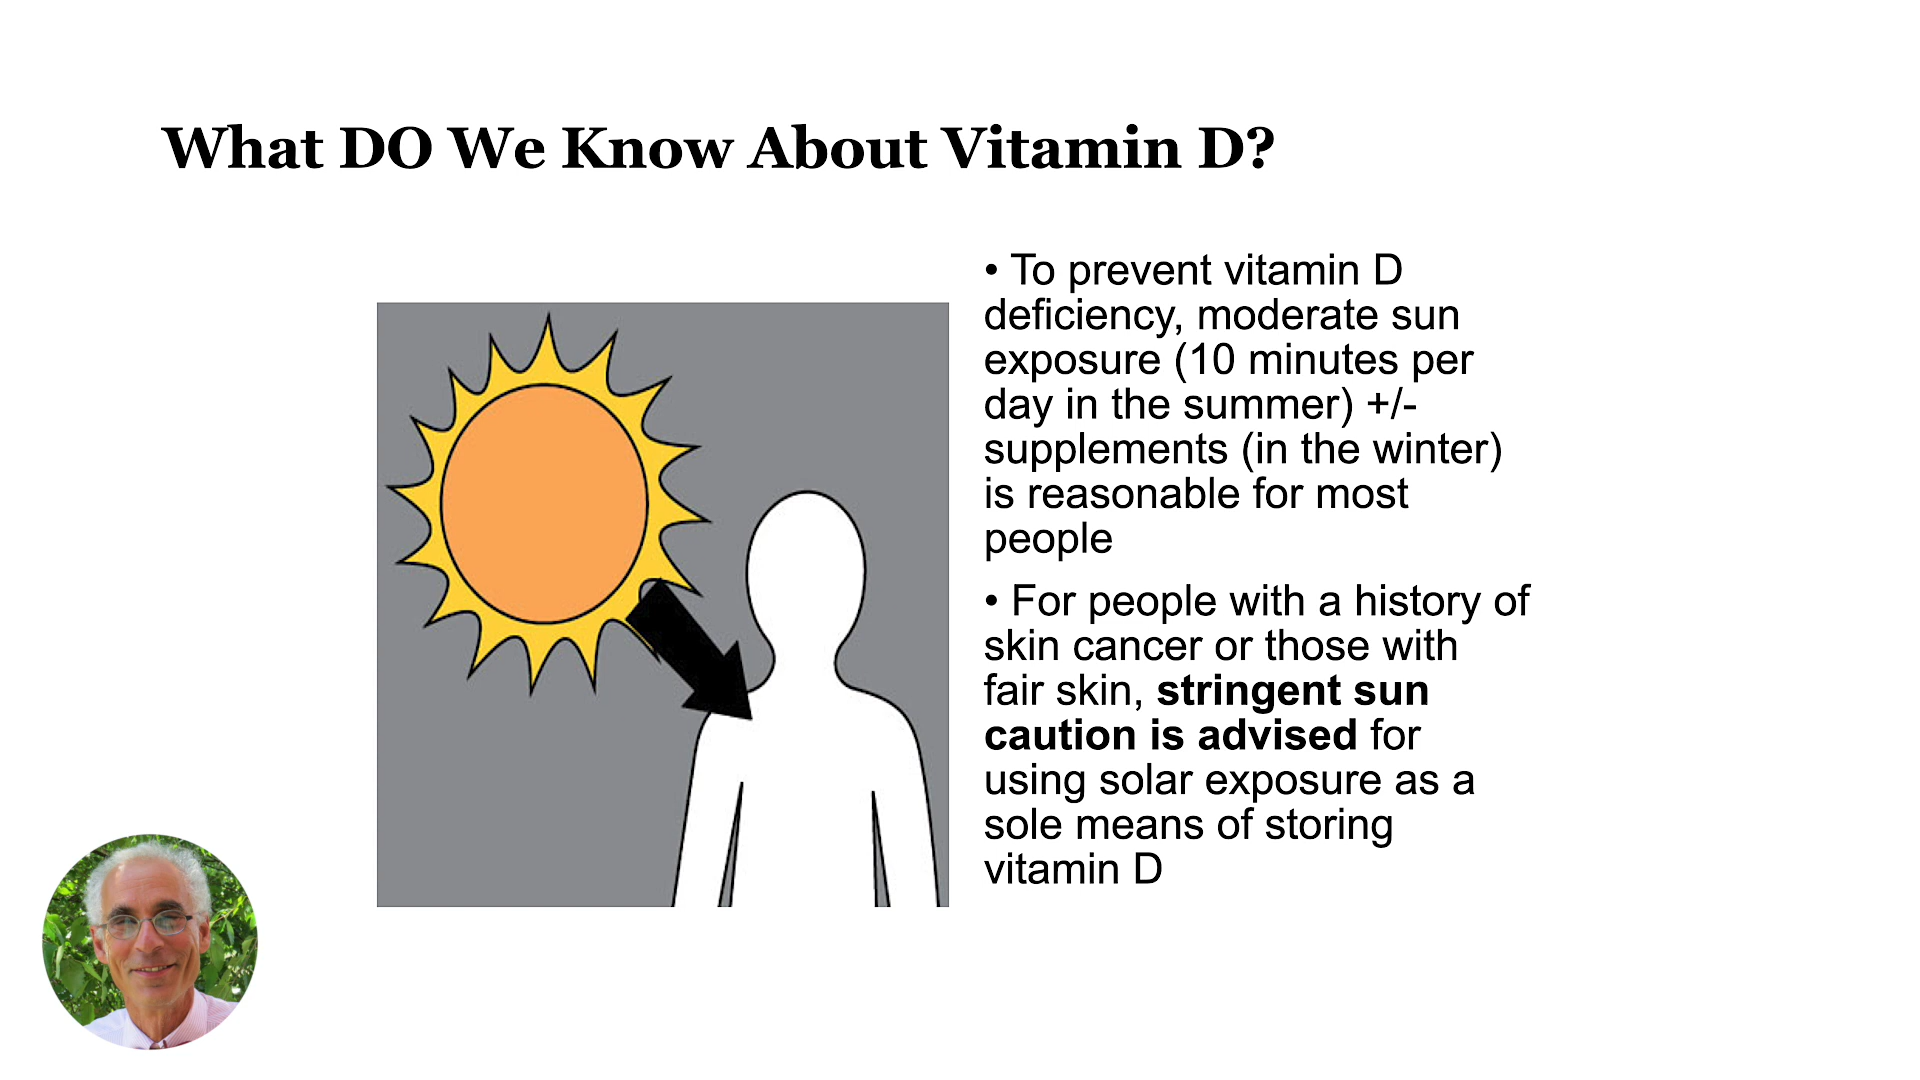 What DO We Know About Vitamin D?
• To prevent vitamin D
deficiency, moderate sun
exposure (10 minutes per
day in the summer) +/-
supplements (in the winter)
is reasonable for most
people
• For people with a history of
skin cancer or those with
fair skin, stringent sun
caution is advised for
using solar exposure as a
sole means of storing
vitamin D